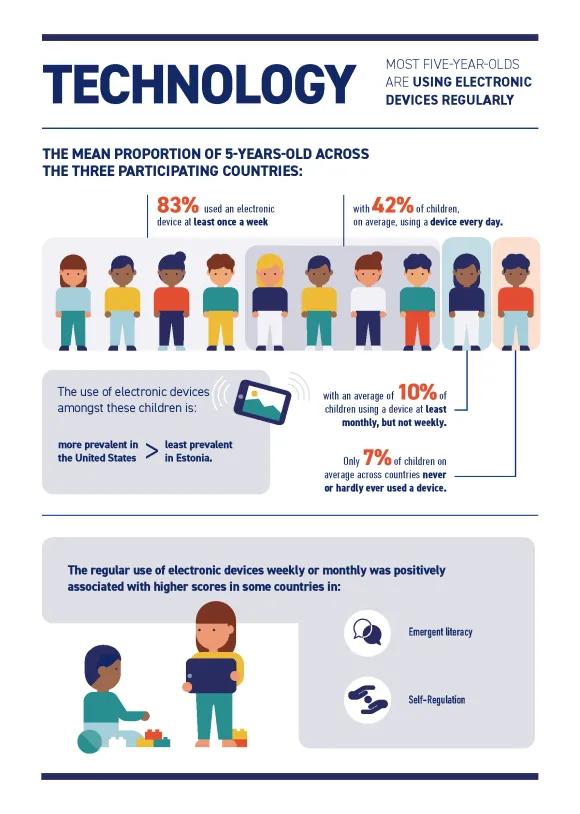 TECHNOLOGY
MOST FIVE-YEAR-OLDS
ARE USING ELECTRONIC
DEVICES REGULARLY
THE MEAN PROPORTION OF 5-YEARS-OLD ACROSS
THE THREE PARTICIPATING COUNTRIES:
83% used an electronic
device at least once a week
with 42% of children,
on average, using a device every day.
The use of electronic devices
amongst these children is:
more prevalent in
the United States
>
least prevalent
in Estonia.
with an average of 10% of
children using a device at least
monthly, but not weekly.
Only 7% of children on
average across countries never
or hardly ever used a device.
The regular use of electronic devices weekly or monthly was positively
associated with higher scores in some countries in:
Emergent literacy
Self-Regulation